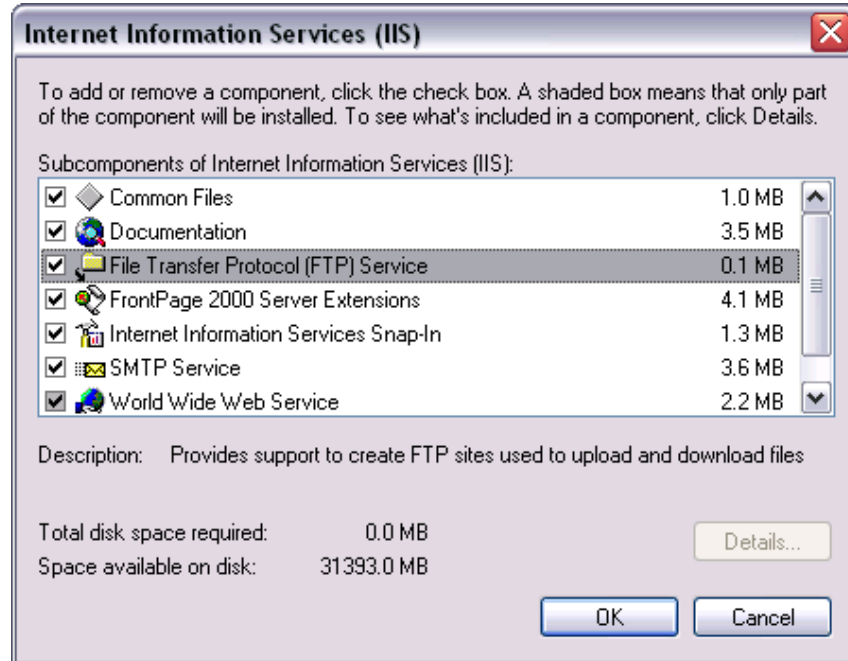 Internet Information Services (IIS)
To add or remove a component, click the check box. A shaded box means that only part
of the component will be installed. To see what's included in a component, click Details.
Subcomponents of Internet Information Services (IIS):
Common Files 1.0 MB
Documentation 3.5 MB
File Transfer Protocol (FTP) Service 0.1 MB
FrontPage 2000 Server Extensions 4.1 MB
Internet Information Services Snap-In 1.3 MB
SMTP Service 3.6 MB
World Wide Web Service 2.2 MB
Description: Provides support to create FTP sites used to upload and download files
Total disk space required: 0.0 MB
Details...
Space available on disk: 31393.0 MB
OK Cancel